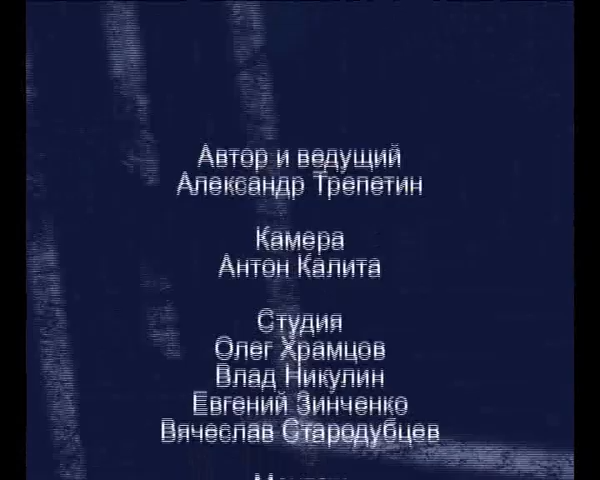 Автор и ведущий
Александр Трепетин
Камера
Антон Калита
Студия
Олег Храмцов
Влад Никулин
Евгений Зинченко
Вячеслав Стародубцев